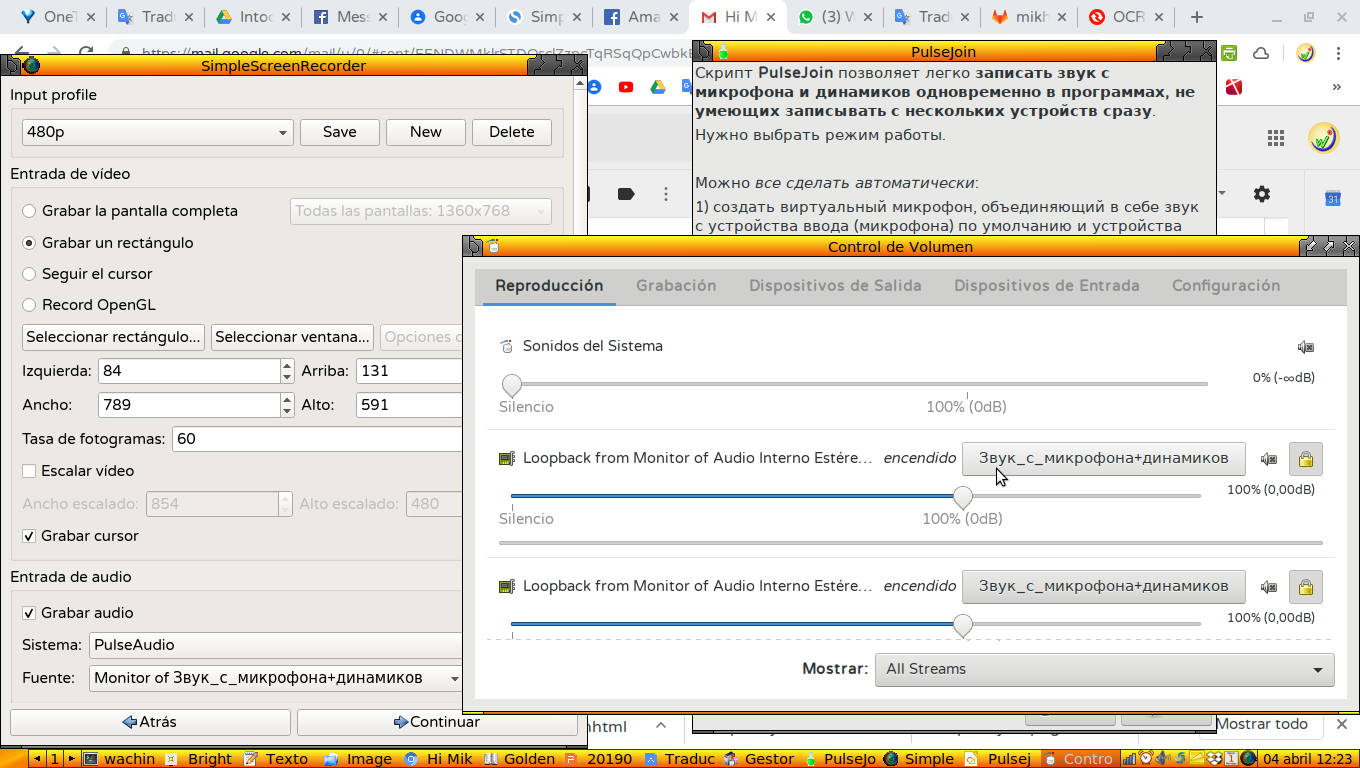 OneT
Tradu
Intoc
Mess
Goog
Simp
Ama
Hi M
(3) W
Tradu
mikh
OCR
https://mail.google.com/mail/u/0/#sent/
SimpleScreenRecorder
Input profile
480p
Save
New
Delete
Entrada de vídeo
Grabar la pantalla completa
Todas las pantallas: 1360x768
Grabar un rectángulo
Seguir el cursor
Record OpenGL
Seleccionar rectángulo...
Seleccionar ventana...
Opciones
Izquierda: 84
Arriba: 131
Ancho: 789
Alto: 591
Tasa de fotogramas: 60
Escalar vídeo
Ancho escalado: 854
Alto escalado: 480
Grabar cursor
Entrada de audio
Grabar audio
Sistema: PulseAudio
Fuente: Monitor of Звук_с_микрофона+динамиков
Atrás
Continuar
PulseJoin
Скрипт PulseJoin позволяет легко записать звук с
микрофона и динамиков одновременно в программах, не
умеющих записывать с нескольких устройств сразу.
Нужно выбрать режим работы.
Можно все сделать автоматически:
1) создать виртуальный микрофон, объединяющий в себе звук
с устройства ввода (микрофона) по умолчанию и устройства
31
Control de Volumen
Reproducción
Grabación
Dispositivos de Salida
Dispositivos de Entrada
Configuración
Sonidos del Sistema
0% (-∞dB)
Silencio
100% (0dB)
Loopback from Monitor of Audio Interno Estére... encendido Звук_с_микрофона+динамиков
100% (0,00dB)
Silencio
100% (0dB)
Loopback from Monitor of Audio Interno Estére... encendido Звук_с_микрофона+динамиков
100% (0,00dB)
Mostrar: All Streams
Mostrar todo
1
wachin
Bright
Texto
Image
Hi Mik
Golden
20190
Traduc
Gestor
PulseJo
Simple
Pulsej
Contro
04 abril 12:23